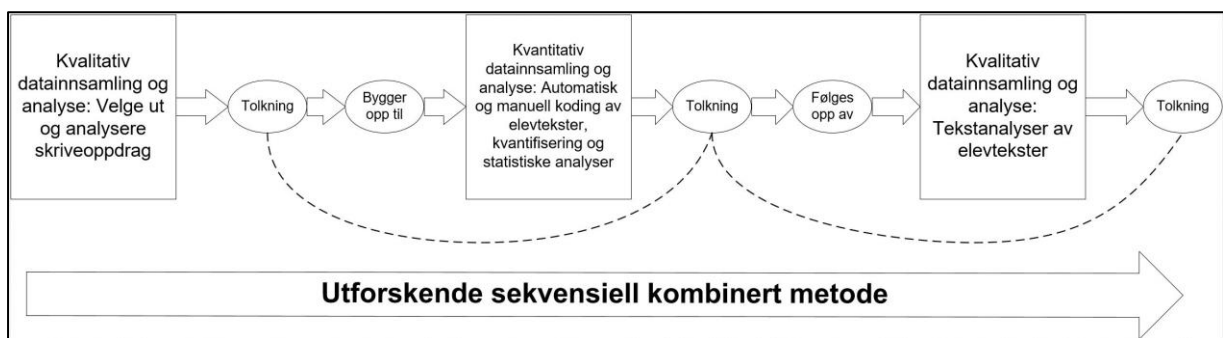 Kvalitativ
datainnsamling og
analyse: Velge ut
og analysere
skriveoppdrag
Tolkning
Bygger
opp til
Kvantitativ
datainnsamling og
analyse: Automatisk
og manuell koding av
elevtekster,
kvantifisering og
statistiske analyser
Tolkning
Følges
opp av
Kvalitativ
datainnsamling og
analyse:
Tekstanalyser av
elevtekster
Tolkning
Utforskende sekvensiell kombinert metode